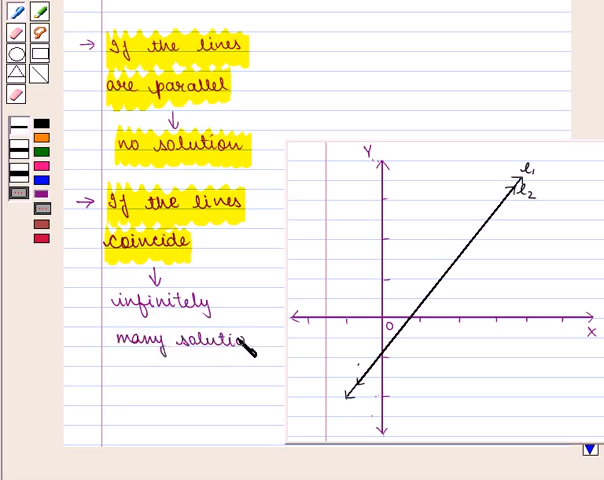 → If the lines
are parallel
↓
no solution
→ If the lines
coincide
↓
infinitely
many solutio
Y
l₁
l₂
O
X